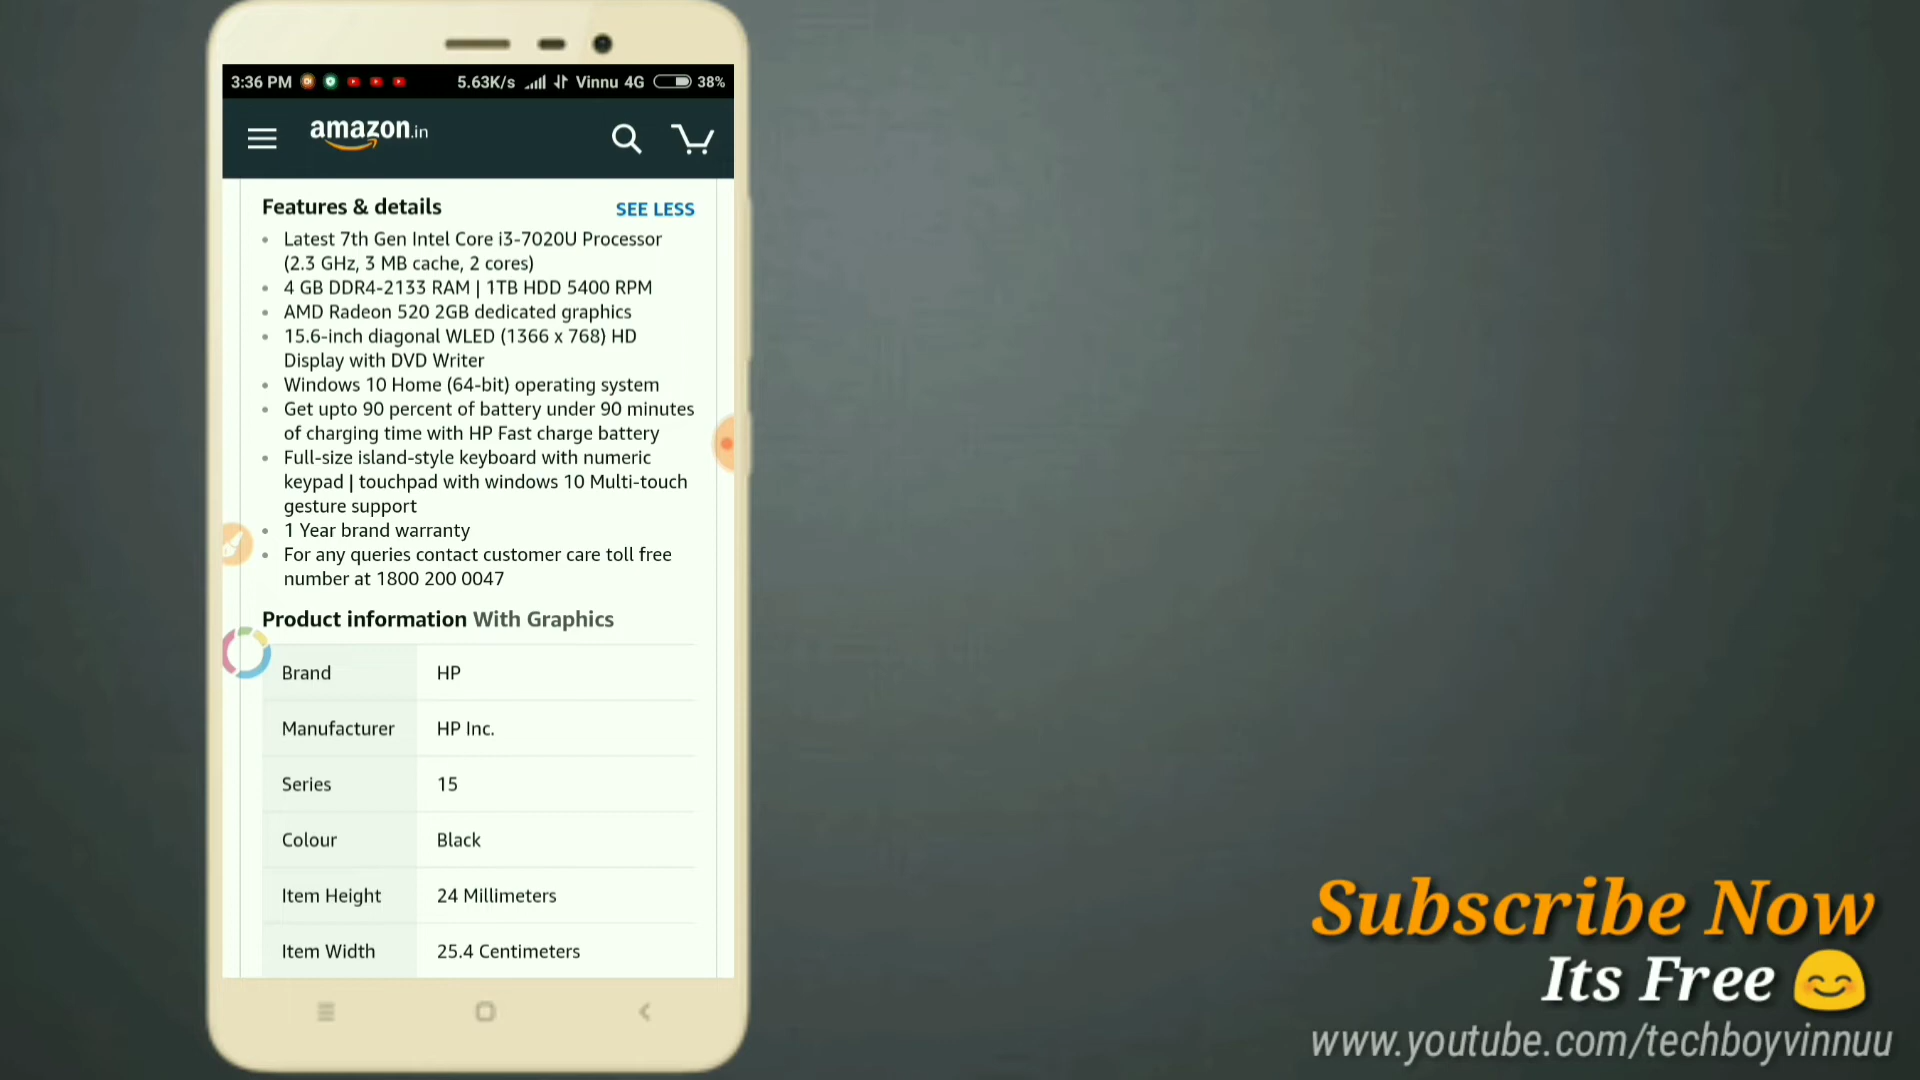 3:36 PM 5.63K/s Vinnu 4G 38%
amazon.in
Features & details SEE LESS
Latest 7th Gen Intel Core i3-7020U Processor
(2.3 GHz, 3 MB cache, 2 cores)
4 GB DDR4-2133 RAM | 1TB HDD 5400 RPM
AMD Radeon 520 2GB dedicated graphics
15.6-inch diagonal WLED (1366 x 768) HD
Display with DVD Writer
Windows 10 Home (64-bit) operating system
Get upto 90 percent of battery under 90 minutes
of charging time with HP Fast charge battery
Full-size island-style keyboard with numeric
keypad | touchpad with windows 10 Multi-touch
gesture support
1 Year brand warranty
For any queries contact customer care toll free
number at 1800 200 0047
Product information With Graphics
Brand HP
Manufacturer HP Inc.
Series 15
Colour Black
Item Height 24 Millimeters
Item Width 25.4 Centimeters
Subscribe Now
Its Free
www.youtube.com/techboyvinnuu